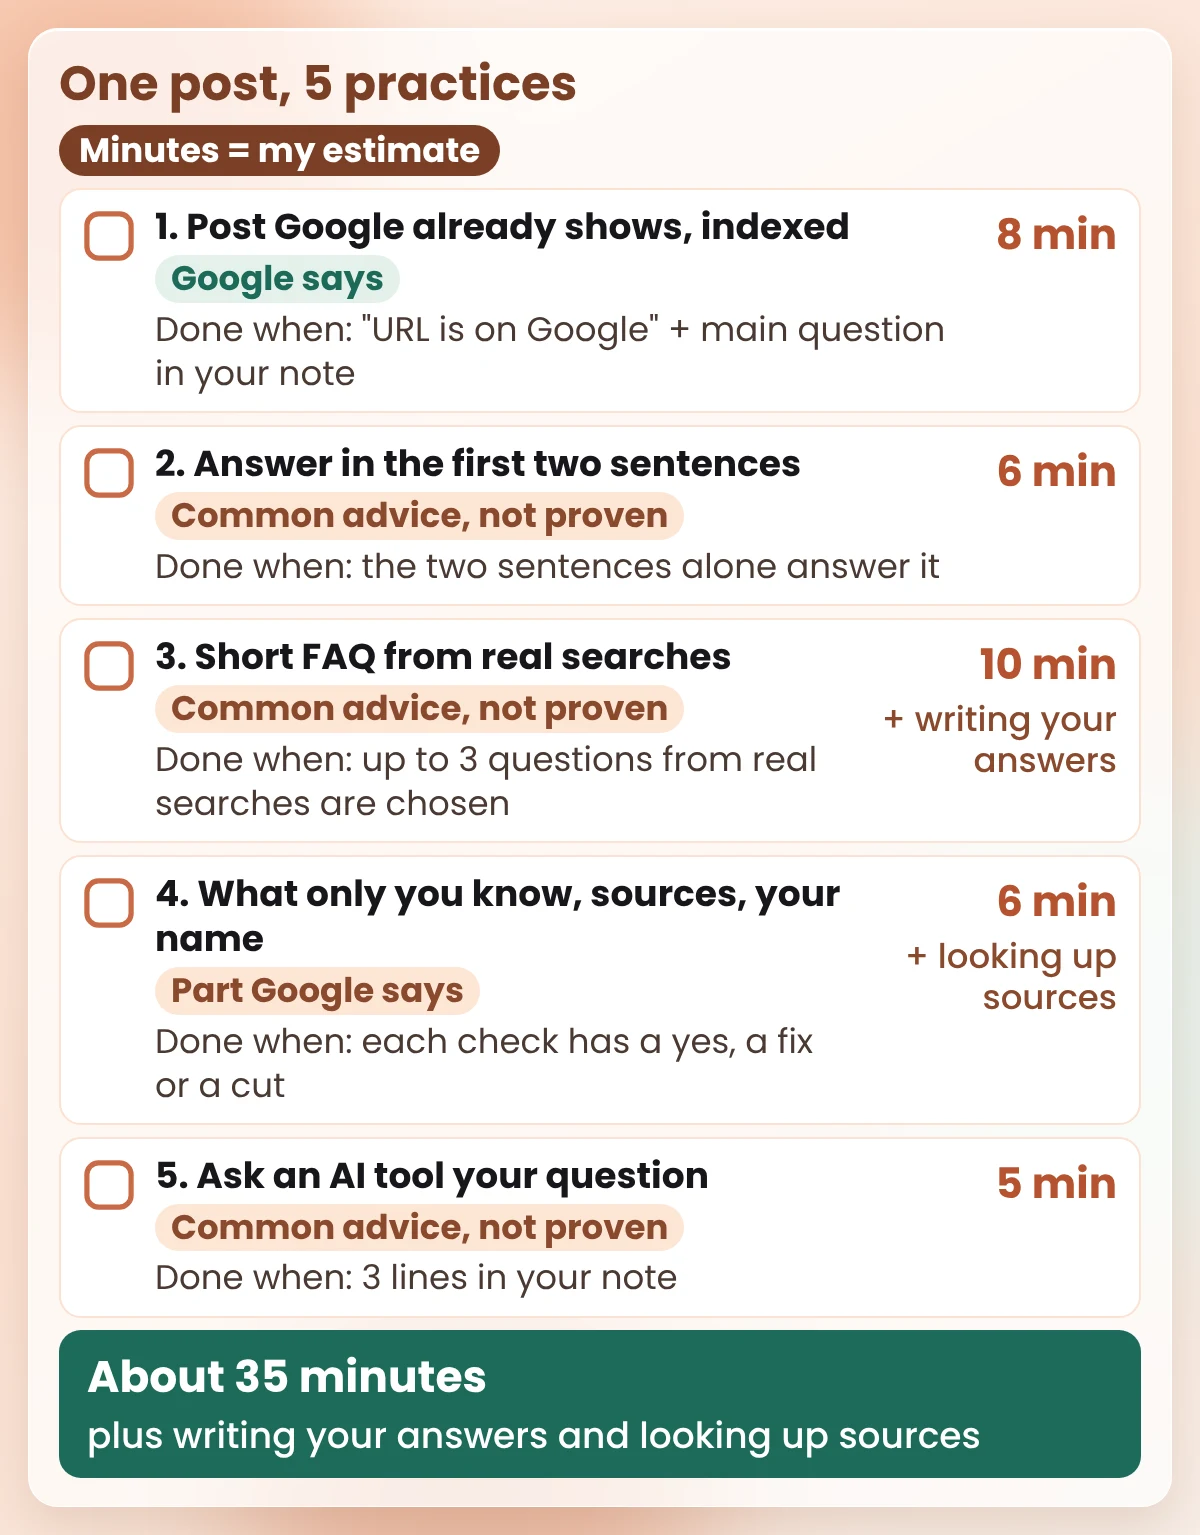 One post, 5 practices
Minutes = my estimate
1. Post Google already shows, indexed
8 min
Google says
Done when: "URL is on Google" + main question
in your note
2. Answer in the first two sentences
6 min
Common advice, not proven
Done when: the two sentences alone answer it
3. Short FAQ from real searches
10 min
Common advice, not proven
+ writing your
answers
Done when: up to 3 questions from real
searches are chosen
4. What only you know, sources, your
name
6 min
+ looking up
sources
Part Google says
Done when: each check has a yes, a fix
or a cut
5. Ask an AI tool your question
5 min
Common advice, not proven
Done when: 3 lines in your note
About 35 minutes
plus writing your answers and looking up sources